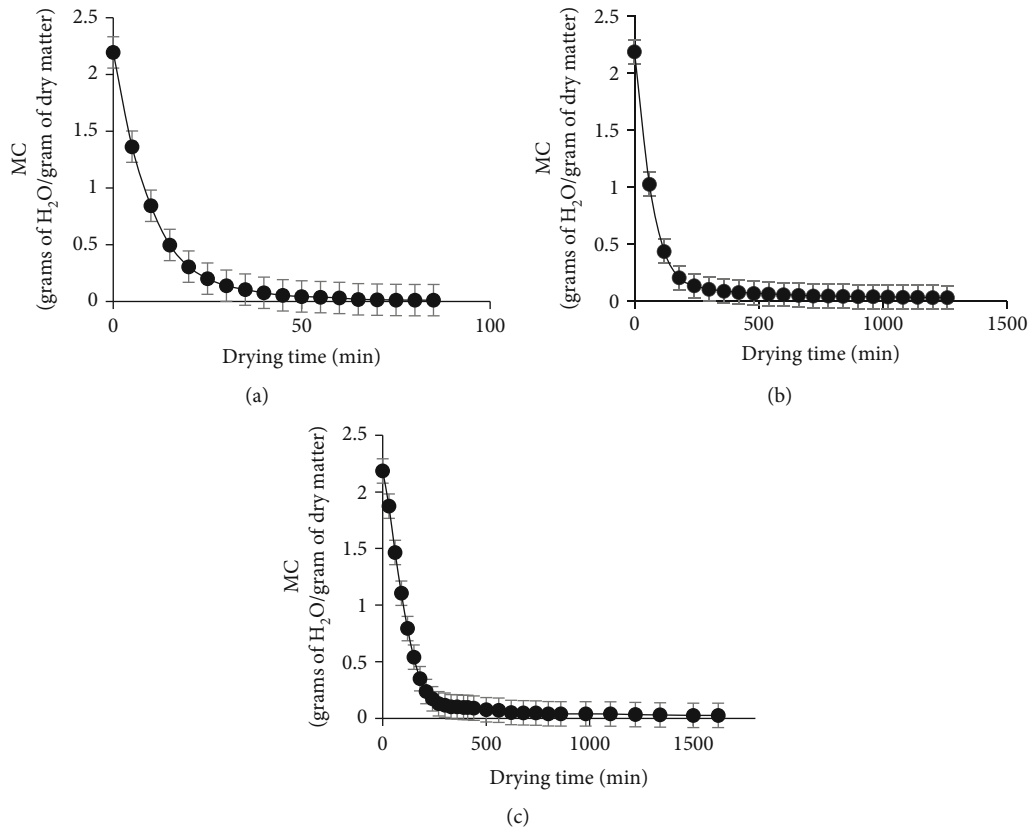 2.5
2
1.5
1
0.5
0
MC
(grams of H₂O/gram of dry matter)
0 50 100
Drying time (min)
(a)
2.5
2
1.5
1
0.5
0
MC
(grams of H₂O/gram of dry matter)
0 500 1000 1500
Drying time (min)
(b)
2.5
2
1.5
1
0.5
0
MC
(grams of H₂O/gram of dry matter)
0 500 1000 1500
Drying time (min)
(c)